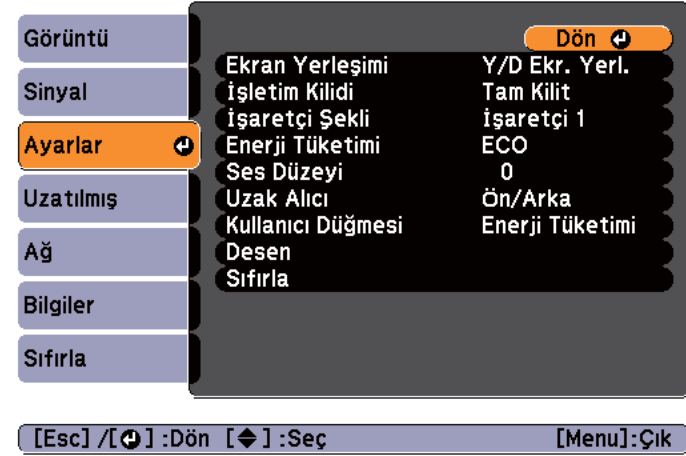 Görüntü
Sinyal
Ayarlar
Uzatılmış
Ağ
Bilgiler
Sıfırla
Dön
Ekran Yerleşimi Y/D Ekr. Yerl.
İşletim Kilidi Tam Kilit
İşaretçi Şekli İşaretçi 1
Enerji Tüketimi ECO
Ses Düzeyi 0
Uzak Alıcı Ön/Arka
Kullanıcı Düğmesi Enerji Tüketimi
Desen
Sıfırla
[Esc] /[⏎] :Dön [◆] :Seç [Menu]:Çık